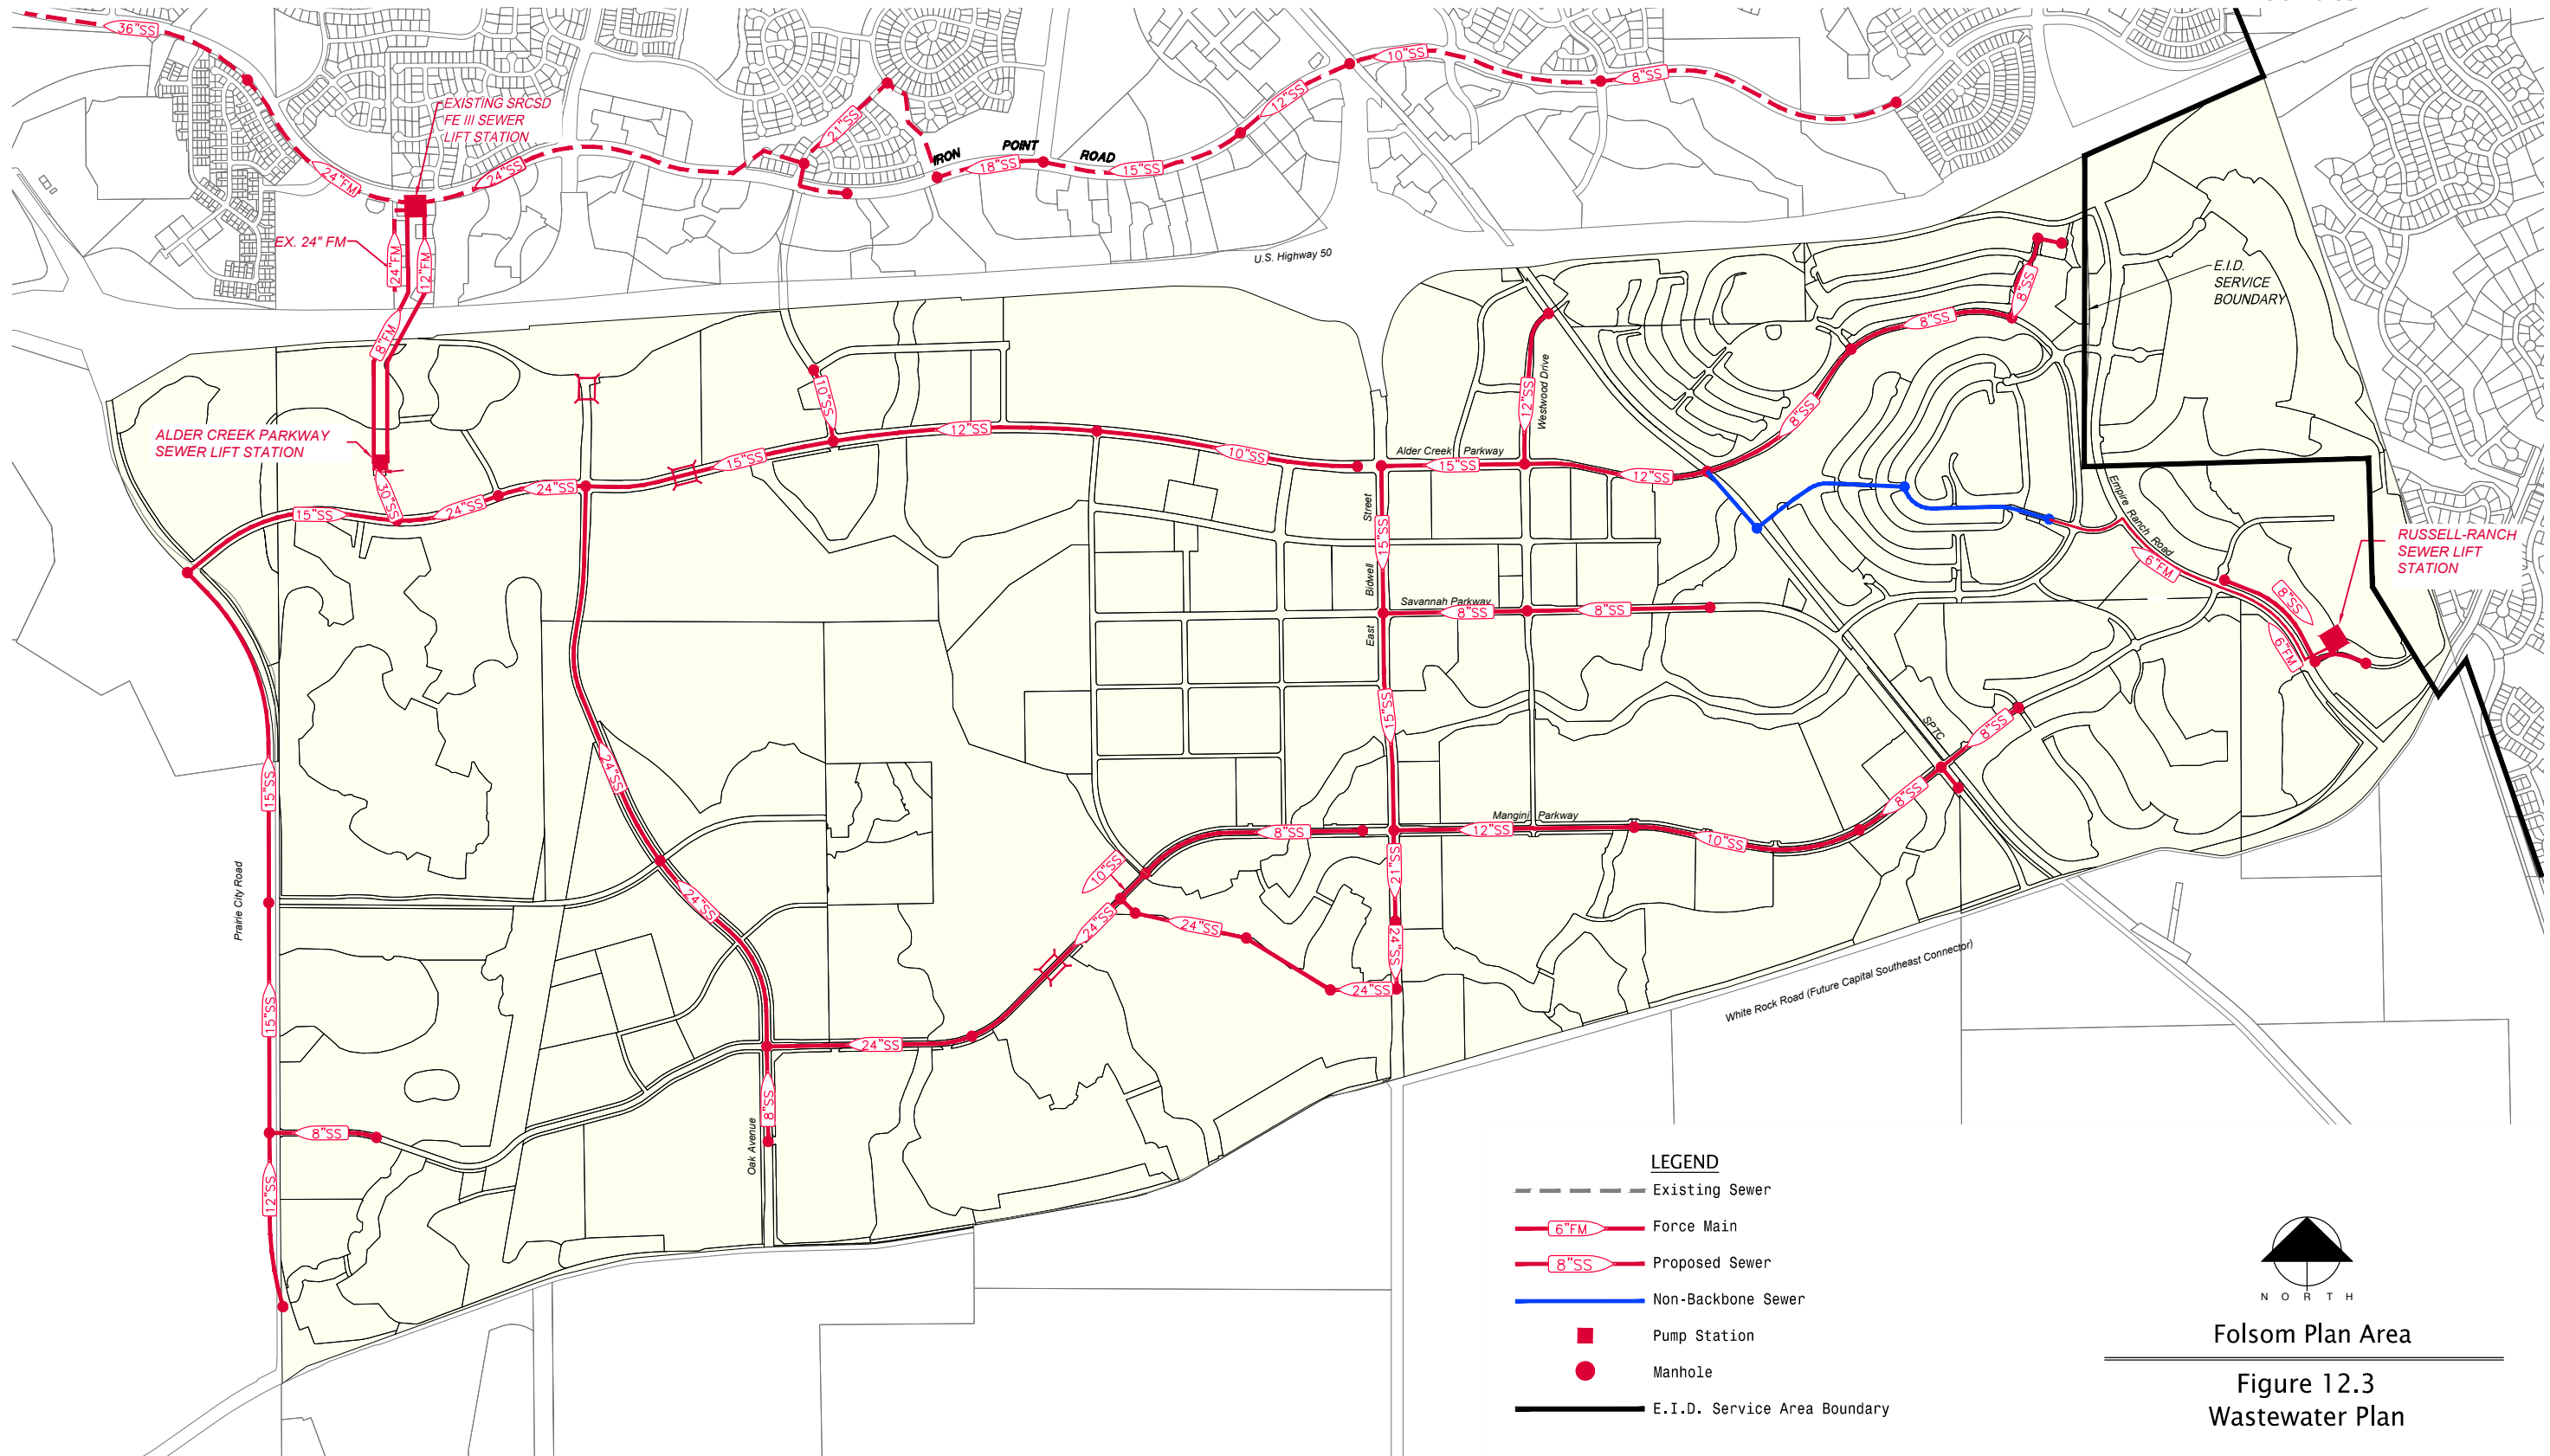 36"SS
10"SS
8"SS
12"SS
EXISTING SRCSD
FE III SEWER
LIFT STATION
21"SS
IRON POINT ROAD
18"SS
15"SS
24"FM
24"SS
EX. 24" FM
24"FM
12"FM
8"FM
U.S. Highway 50
E.I.D.
SERVICE
BOUNDARY
8"SS
8"SS
8"SS
12"SS
Westwood Drive
10"SS
12"SS
10"SS
15"SS
ALDER CREEK PARKWAY
SEWER LIFT STATION
Alder Creek Parkway
15"SS
12"SS
30"SS
24"SS
24"SS
15"SS
East Bidwell Street
15"SS
Empire Ranch Road
6"FM
RUSSELL-RANCH
SEWER LIFT
STATION
8"SS
6"FM
Savannah Parkway
8"SS
8"SS
15"SS
SPTC
8"SS
8"SS
15"SS
24"SS
Mangini Parkway
8"SS
12"SS
10"SS
21"SS
10"SS
24"SS
24"SS
24"SS
24"SS
24"SS
Prairie City Road
White Rock Road (Future Capital Southeast Connector)
15"SS
24"SS
8"SS
Oak Avenue
8"SS
12"SS
LEGEND
Existing Sewer
6"FM Force Main
8"SS Proposed Sewer
Non-Backbone Sewer
Pump Station
Manhole
E.I.D. Service Area Boundary
NORTH
Folsom Plan Area
Figure 12.3
Wastewater Plan